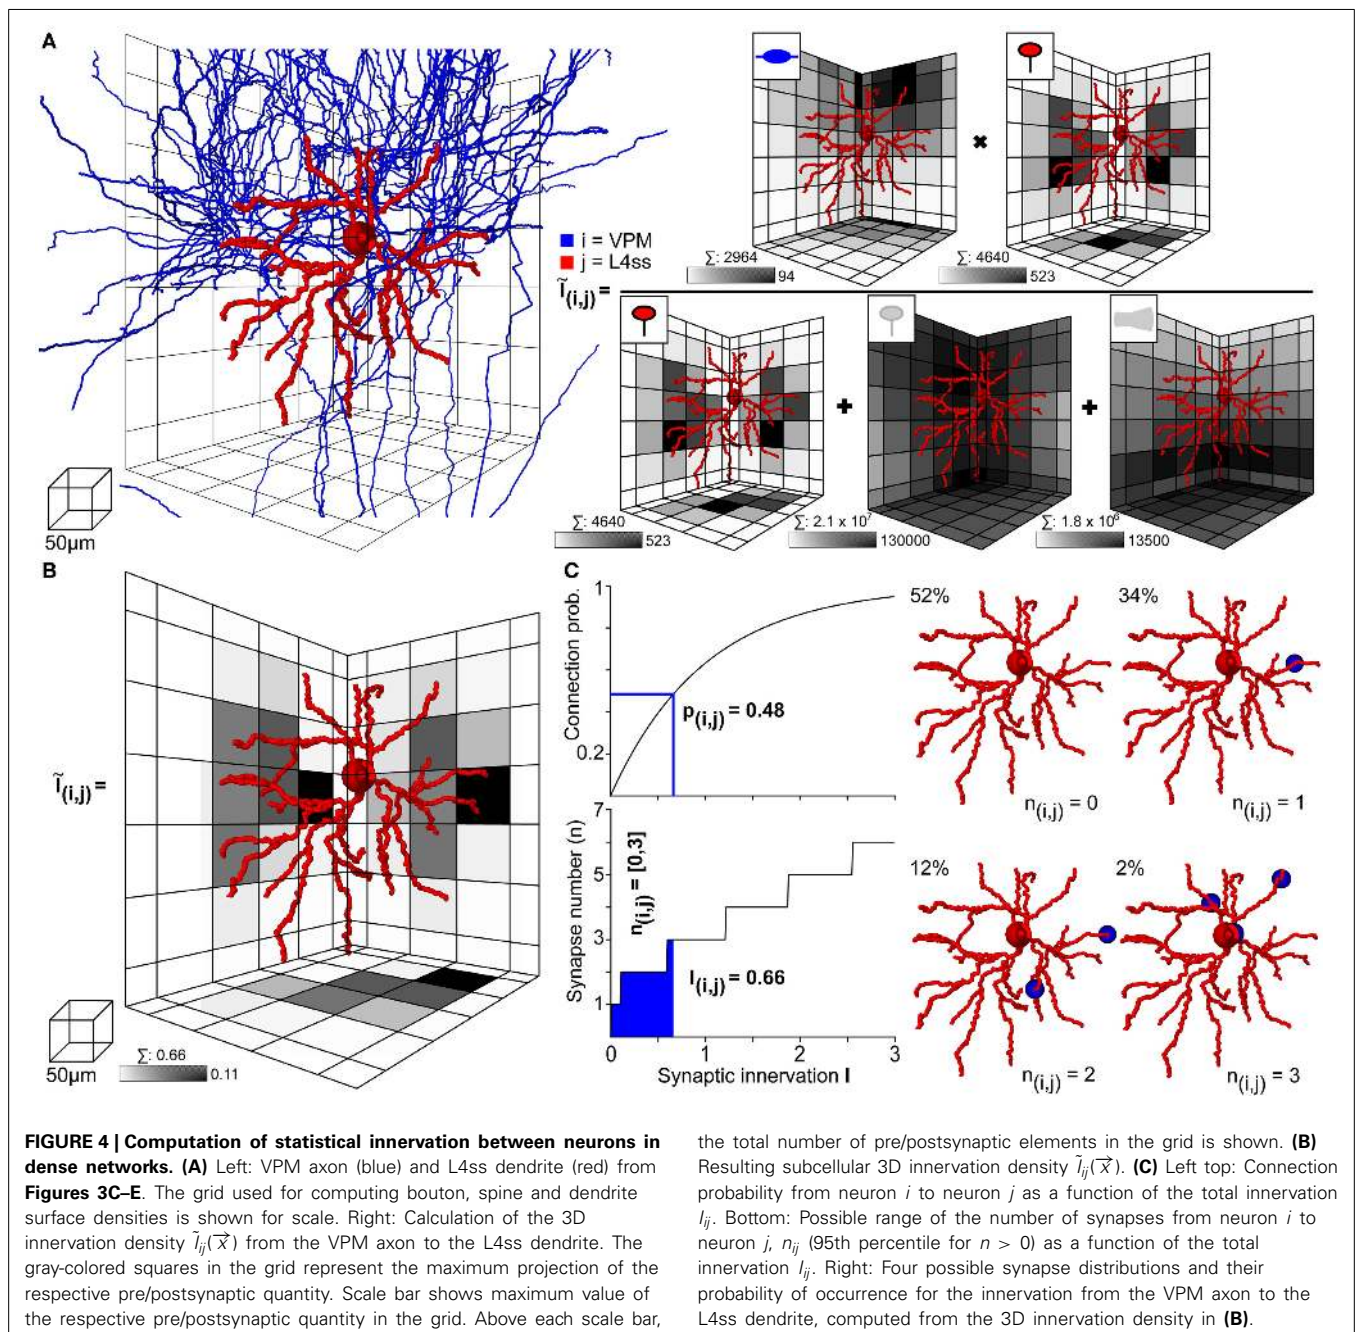 A
i = VPM
j = L4ss
50µm
Ĩ(i,j) =
×
∑: 2964
94
∑: 4640
523
+
+
∑: 4640
523
∑: 2.1 x 10⁷
130000
∑: 1.8 x 10⁶
13500
B
Ĩ(i,j) =
50µm
∑: 0.66
0.11
C
Connection prob.
1
0.2
p(i,j) = 0.48
Synapse number (n)
7
5
3
1
n(i,j) = [0,3]
I(i,j) = 0.66
0
1
2
3
Synaptic innervation I
52%
n(i,j) = 0
34%
n(i,j) = 1
12%
n(i,j) = 2
2%
n(i,j) = 3
FIGURE 4 | Computation of statistical innervation between neurons in
dense networks. (A) Left: VPM axon (blue) and L4ss dendrite (red) from
Figures 3C–E. The grid used for computing bouton, spine and dendrite
surface densities is shown for scale. Right: Calculation of the 3D
innervation density Ĩij(x⃗) from the VPM axon to the L4ss dendrite. The
gray-colored squares in the grid represent the maximum projection of the
respective pre/postsynaptic quantity. Scale bar shows maximum value of
the respective pre/postsynaptic quantity in the grid. Above each scale bar,
the total number of pre/postsynaptic elements in the grid is shown. (B)
Resulting subcellular 3D innervation density Ĩij(x⃗). (C) Left top: Connection
probability from neuron i to neuron j as a function of the total innervation
Iij. Bottom: Possible range of the number of synapses from neuron i to
neuron j, nij (95th percentile for n > 0) as a function of the total
innervation Iij. Right: Four possible synapse distributions and their
probability of occurrence for the innervation from the VPM axon to the
L4ss dendrite, computed from the 3D innervation density in (B).